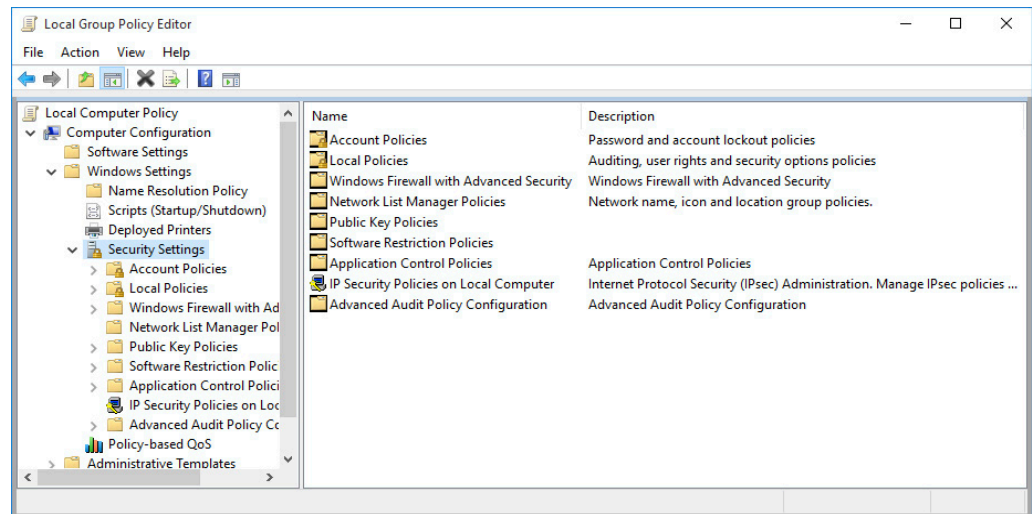 Local Group Policy Editor
File Action View Help
Local Computer Policy
Computer Configuration
Software Settings
Windows Settings
Name Resolution Policy
Scripts (Startup/Shutdown)
Deployed Printers
Security Settings
Account Policies
Local Policies
Windows Firewall with Ad
Network List Manager Pol
Public Key Policies
Software Restriction Polic
Application Control Polici
IP Security Policies on Loc
Advanced Audit Policy Co
Policy-based QoS
Administrative Templates
Name Description
Account Policies Password and account lockout policies
Local Policies Auditing, user rights and security options policies
Windows Firewall with Advanced Security Windows Firewall with Advanced Security
Network List Manager Policies Network name, icon and location group policies.
Public Key Policies
Software Restriction Policies
Application Control Policies Application Control Policies
IP Security Policies on Local Computer Internet Protocol Security (IPsec) Administration. Manage IPsec policies ...
Advanced Audit Policy Configuration Advanced Audit Policy Configuration